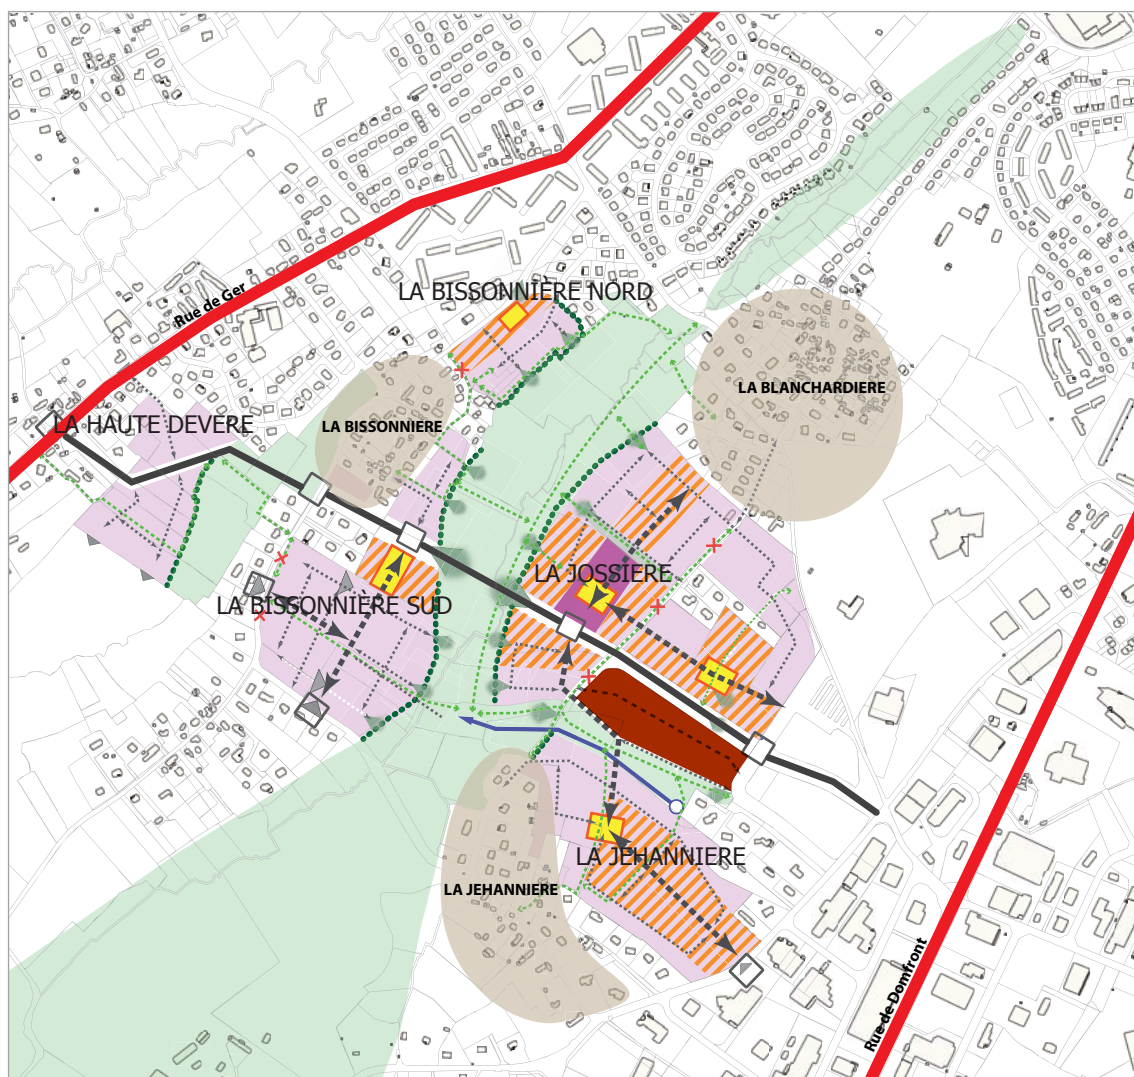 LA BISSONNIÈRE NORD
Rue de Ger
LA BLANCHARDIERE
LA HAUTE DEVERE
LA BISSONNIERE
LA JOSSIERE
LA BISSONNIERE SUD
LA JEHANNIERE
LA JEHANNIERE
Rue de Domfront